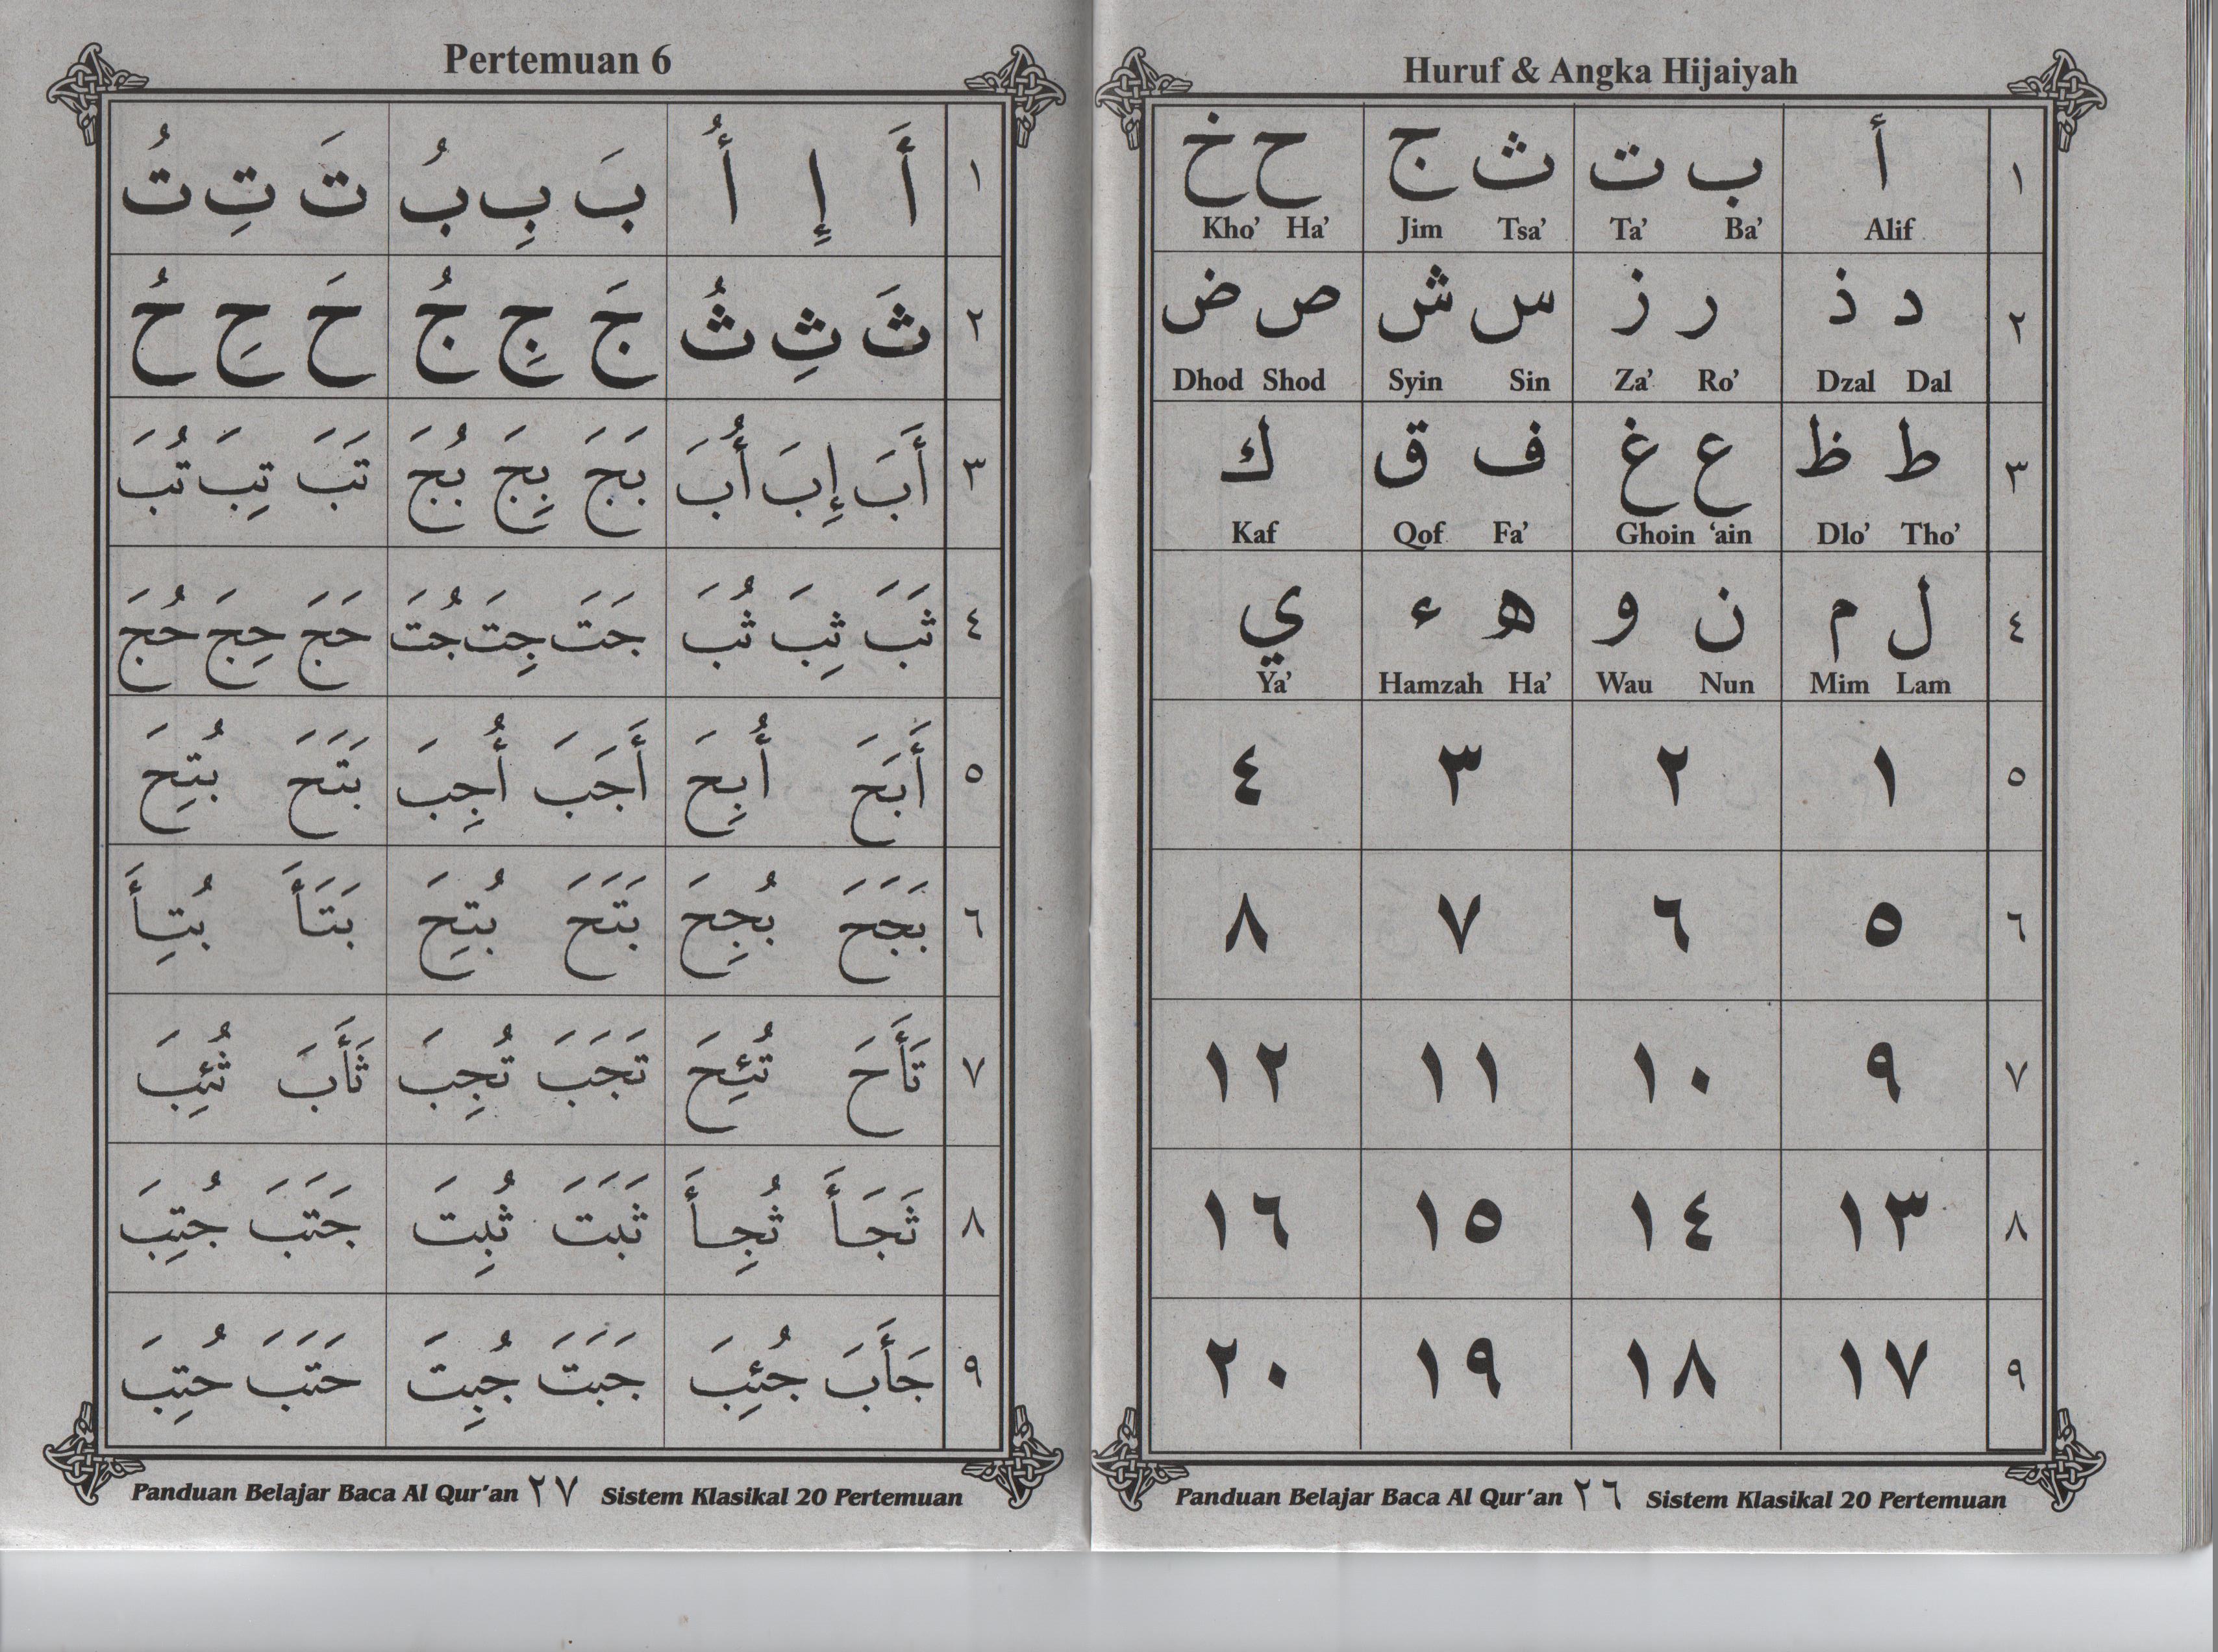 Huruf & Angka Hijaiyah
١ أ ب ت ث ج ح خ
Alif Ba’ Ta’ Tsa’ Jim Ha’ Kho’
٢ د ذ ر ز س ش ص ض
Dal Dzal Ro’ Za’ Sin Syin Shod Dhod
٣ ط ظ ع غ ف ق ك
Tho’ Dlo’ ‘ain Ghoin Fa’ Qof Kaf
٤ ل م ن و ه ء ي
Lam Mim Nun Wau Ha’ Hamzah Ya’
٥ ١ ٢ ٣ ٤
٦ ٥ ٦ ٧ ٨
٧ ٩ ١٠ ١١ ١٢
٨ ١٣ ١٤ ١٥ ١٦
٩ ١٧ ١٨ ١٩ ٢٠
Panduan Belajar Baca Al Qur’an ٢٦ Sistem Klasikal 20 Pertemuan
Pertemuan 6
١ أَ إِ أُ بَ بِ بُ تَ تِ تُ
٢ ثَ ثِ ثُ جَ جِ جُ حَ حِ حُ
٣ أَبَ إِبَ أُبَ بَجَ بِجَ بُجَ تَبَ تِبَ تُبَ
٤ ثَبَ ثِبَ ثُبَ جَتَ جِتَ جُتَ حَجَ حِجَ حُجَ
٥ أَبَحَ أُبِحَ أَجَبَ أُجِبَ بَتَحَ بُتِحَ
٦ بَجَحَ بُجِحَ بَتَحَ بُتِحَ بَتَأَ بُتِأَ
٧ تَأَحَ تُئِحَ تَجَبَ تُجِبَ ثَأَبَ ثُئِبَ
٨ ثَجَأَ ثُجِأَ ثَبَتَ ثُبِتَ جَتَبَ جُتِبَ
٩ جَأَبَ جُئِبَ جَبَتَ جُبِتَ حَتَبَ حُتِبَ
Panduan Belajar Baca Al Qur’an ٢٧ Sistem Klasikal 20 Pertemuan